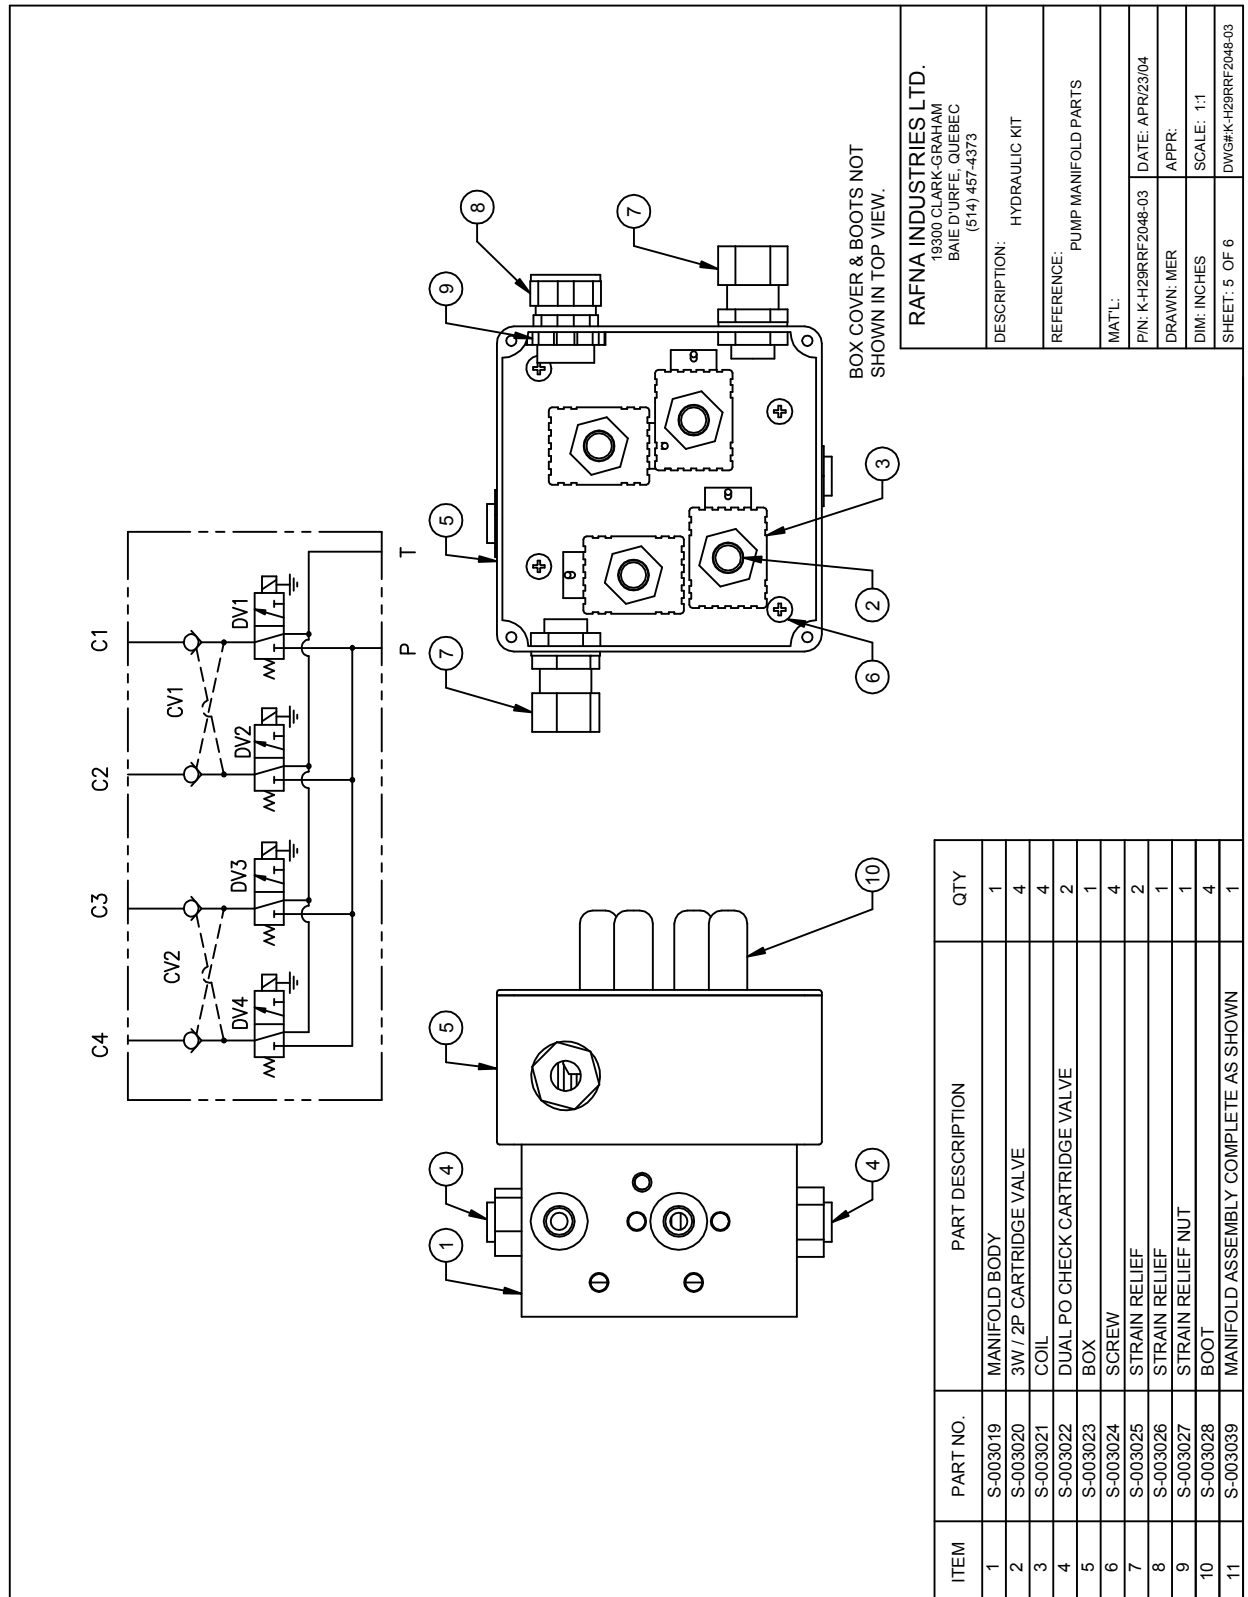 C4
C3
C2
C1
CV2
CV1
DV4
DV3
DV2
DV1
P
T
1
4
5
7
5
9
8
4
10
6
2
3
7
BOX COVER & BOOTS NOT
SHOWN IN TOP VIEW.
ITEM PART NO. PART DESCRIPTION QTY
1 S-003019 MANIFOLD BODY 1
2 S-003020 3W / 2P CARTRIDGE VALVE 4
3 S-003021 COIL 4
4 S-003022 DUAL PO CHECK CARTRIDGE VALVE 2
5 S-003023 BOX 1
6 S-003024 SCREW 4
7 S-003025 STRAIN RELIEF 2
8 S-003026 STRAIN RELIEF 1
9 S-003027 STRAIN RELIEF NUT 1
10 S-003028 BOOT 4
11 S-003039 MANIFOLD ASSEMBLY COMPLETE AS SHOWN 1
RAFNA INDUSTRIES LTD.
19300 CLARK-GRAHAM
BAIE D'URFE, QUEBEC
(514) 457-4373
DESCRIPTION:
HYDRAULIC KIT
REFERENCE:
PUMP MANIFOLD PARTS
MAT'L:
P/N: K-H29RRF2048-03 DATE: APR/23/04
DRAWN: MER APPR:
DIM: INCHES SCALE: 1:1
SHEET: 5 OF 6 DWG#:K-H29RRF2048-03